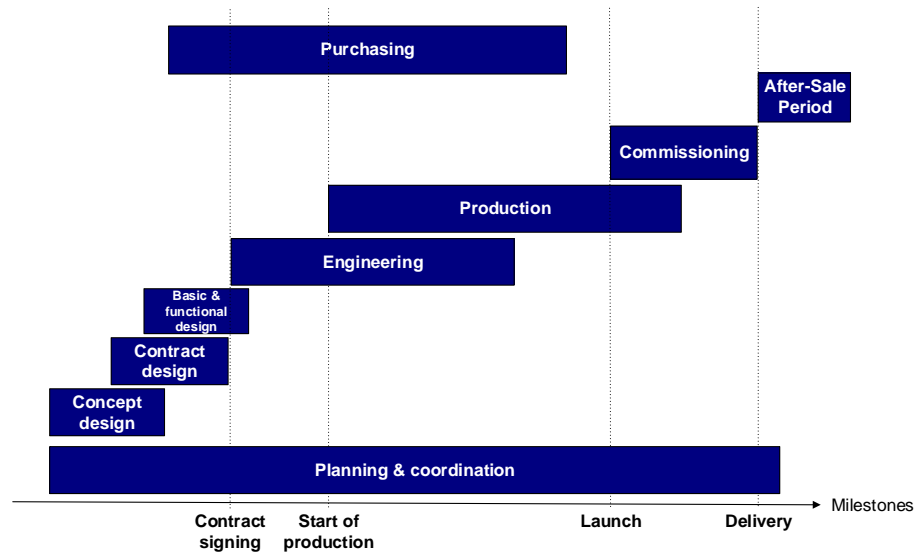 Purchasing
After-Sale
Period
Commissioning
Production
Engineering
Basic &
functional
design
Contract
design
Concept
design
Planning & coordination
Milestones
Contract
signing
Start of
production
Launch
Delivery